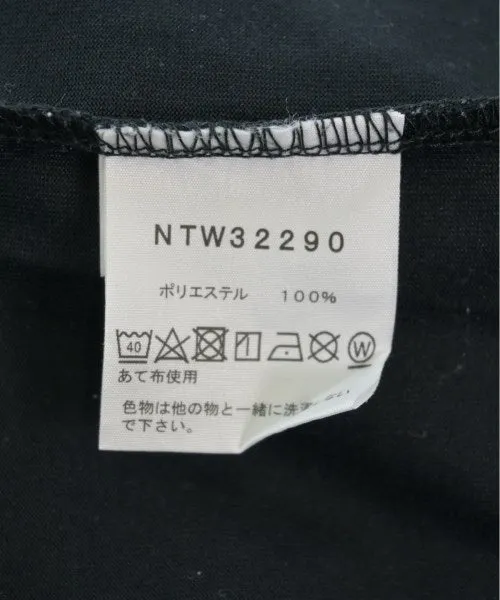 NTW32290
ポリエステル 100%
40 W
あて布使用
色物は他の物と一緒に洗
で下さい。